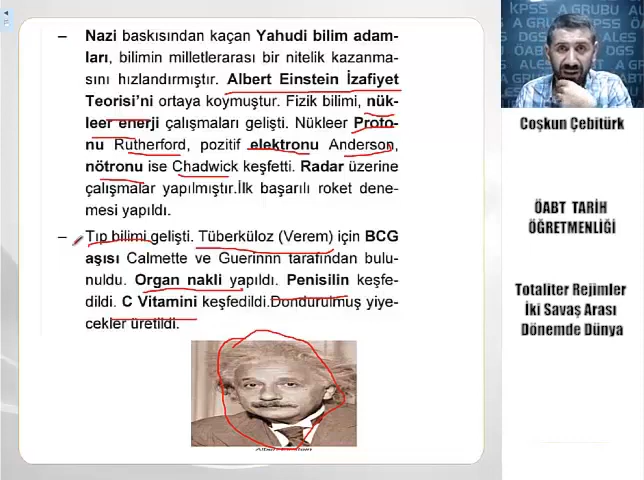 – Nazi baskısından kaçan Yahudi bilim adam-
ları, bilimin milletlerarası bir nitelik kazanma-
sını hızlandırmıştır. Albert Einstein İzafiyet
Teorisi’ni ortaya koymuştur. Fizik bilimi, nük-
leer enerji çalışmaları gelişti. Nükleer Proto-
nu Rutherford, pozitif elektronu Anderson,
nötronu ise Chadwick keşfetti. Radar üzerine
çalışmalar yapılmıştır.İlk başarılı roket dene-
mesi yapıldı.
– Tıp bilimi gelişti. Tüberküloz (Verem) için BCG
aşısı Calmette ve Guerinnn tarafından bulu-
nuldu. Organ nakli yapıldı. Penisilin keşfe-
dildi. C Vitamini keşfedildi.Dondurulmuş yiye-
cekler üretildi.
KPSS A GRUBU
Coşkun Çebitürk
ÖABT TARİH
ÖĞRETMENLİĞİ
Totaliter Rejimler
İki Savaş Arası
Dönemde Dünya